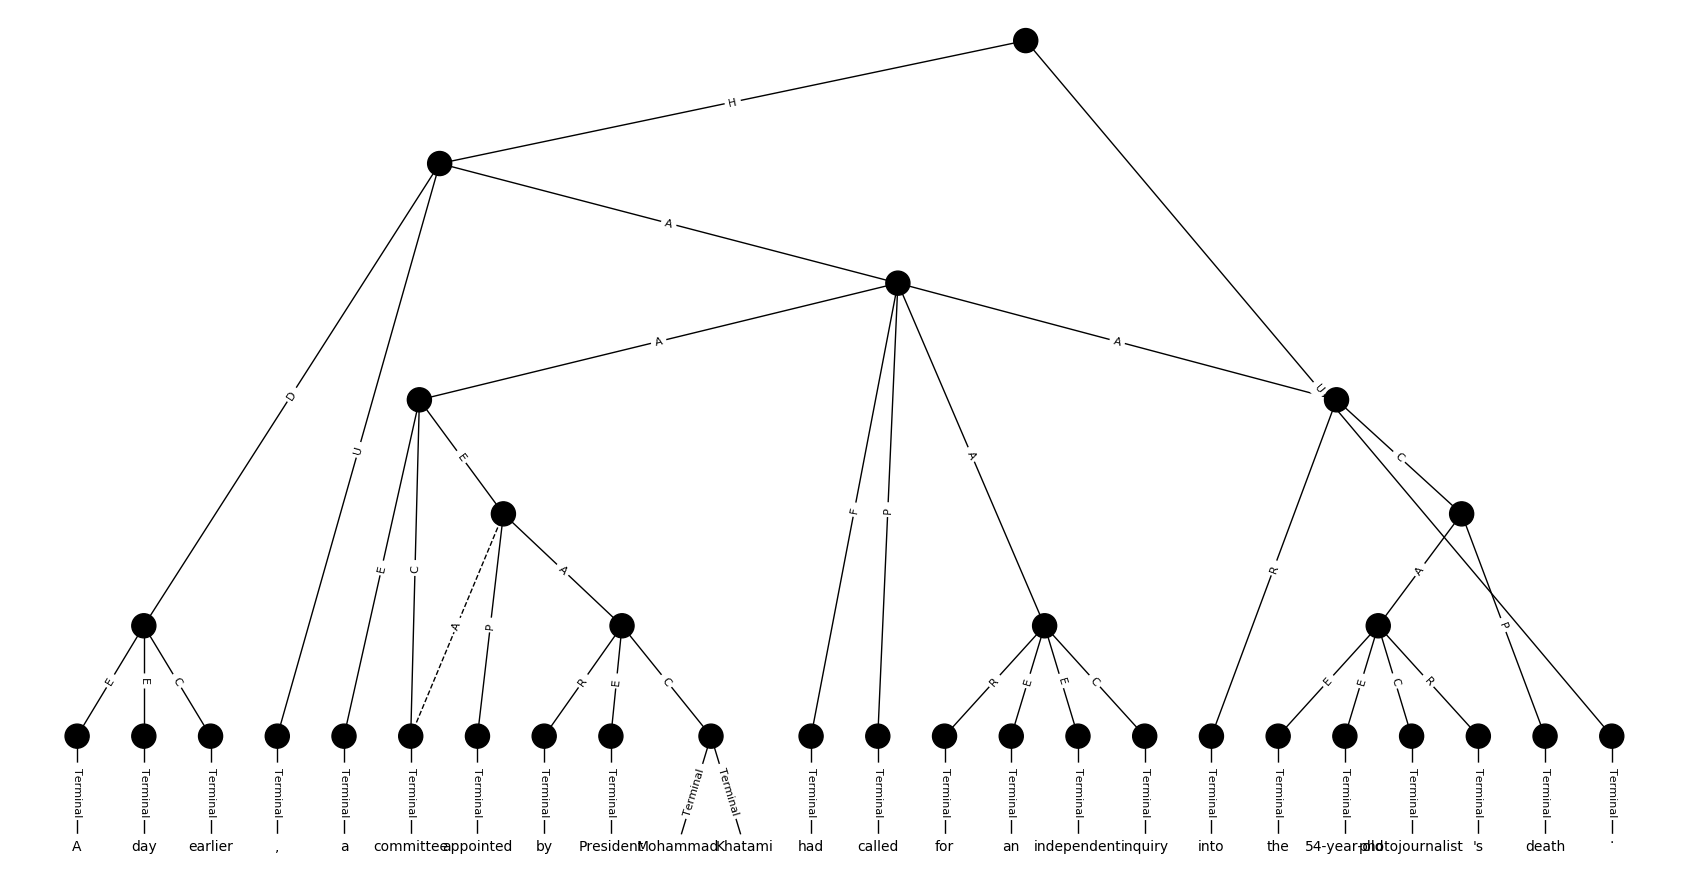 H
A
A
A
U
D
U
E
C
F
P
A
E
C
R
A
P
A
A
P
E
E
C
R
E
C
R
E
E
C
E
E
C
R
Terminal Terminal Terminal Terminal Terminal Terminal Terminal Terminal Terminal Terminal Terminal Terminal Terminal Terminal Terminal Terminal Terminal Terminal Terminal Terminal Terminal Terminal Terminal Terminal
A day earlier , a committee appointed by President Mohammad Khatami had called for an independent inquiry into the 54-year-old photojournalist 's death .